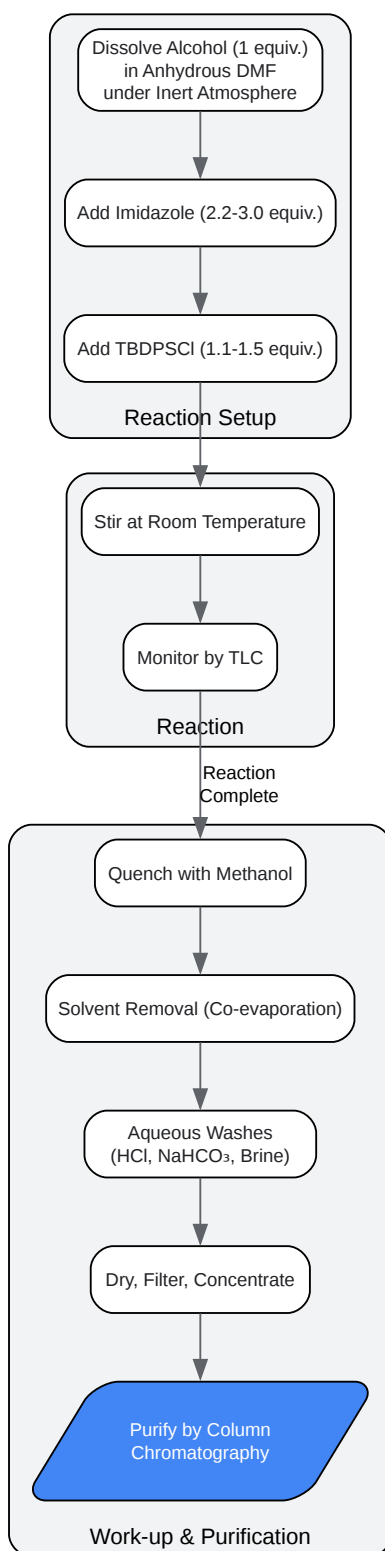 Dissolve Alcohol (1 equiv.)
in Anhydrous DMF
under Inert Atmosphere
Add Imidazole (2.2-3.0 equiv.)
Add TBDPSCl (1.1-1.5 equiv.)
Reaction Setup
Stir at Room Temperature
Monitor by TLC
Reaction
Reaction
Complete
Quench with Methanol
Solvent Removal (Co-evaporation)
Aqueous Washes
(HCl, NaHCO₃, Brine)
Dry, Filter, Concentrate
Purify by Column
Chromatography
Work-up & Purification